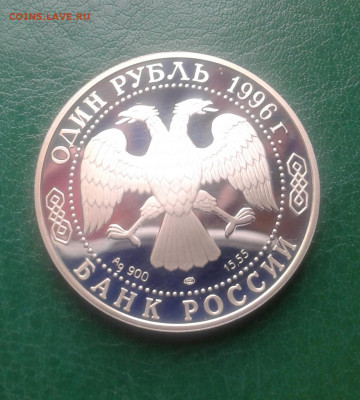 COINS.LAVE.RU
ОДИН РУБЛЬ 1996 г.
Ag 900
15,55
БАНК РОССИИ